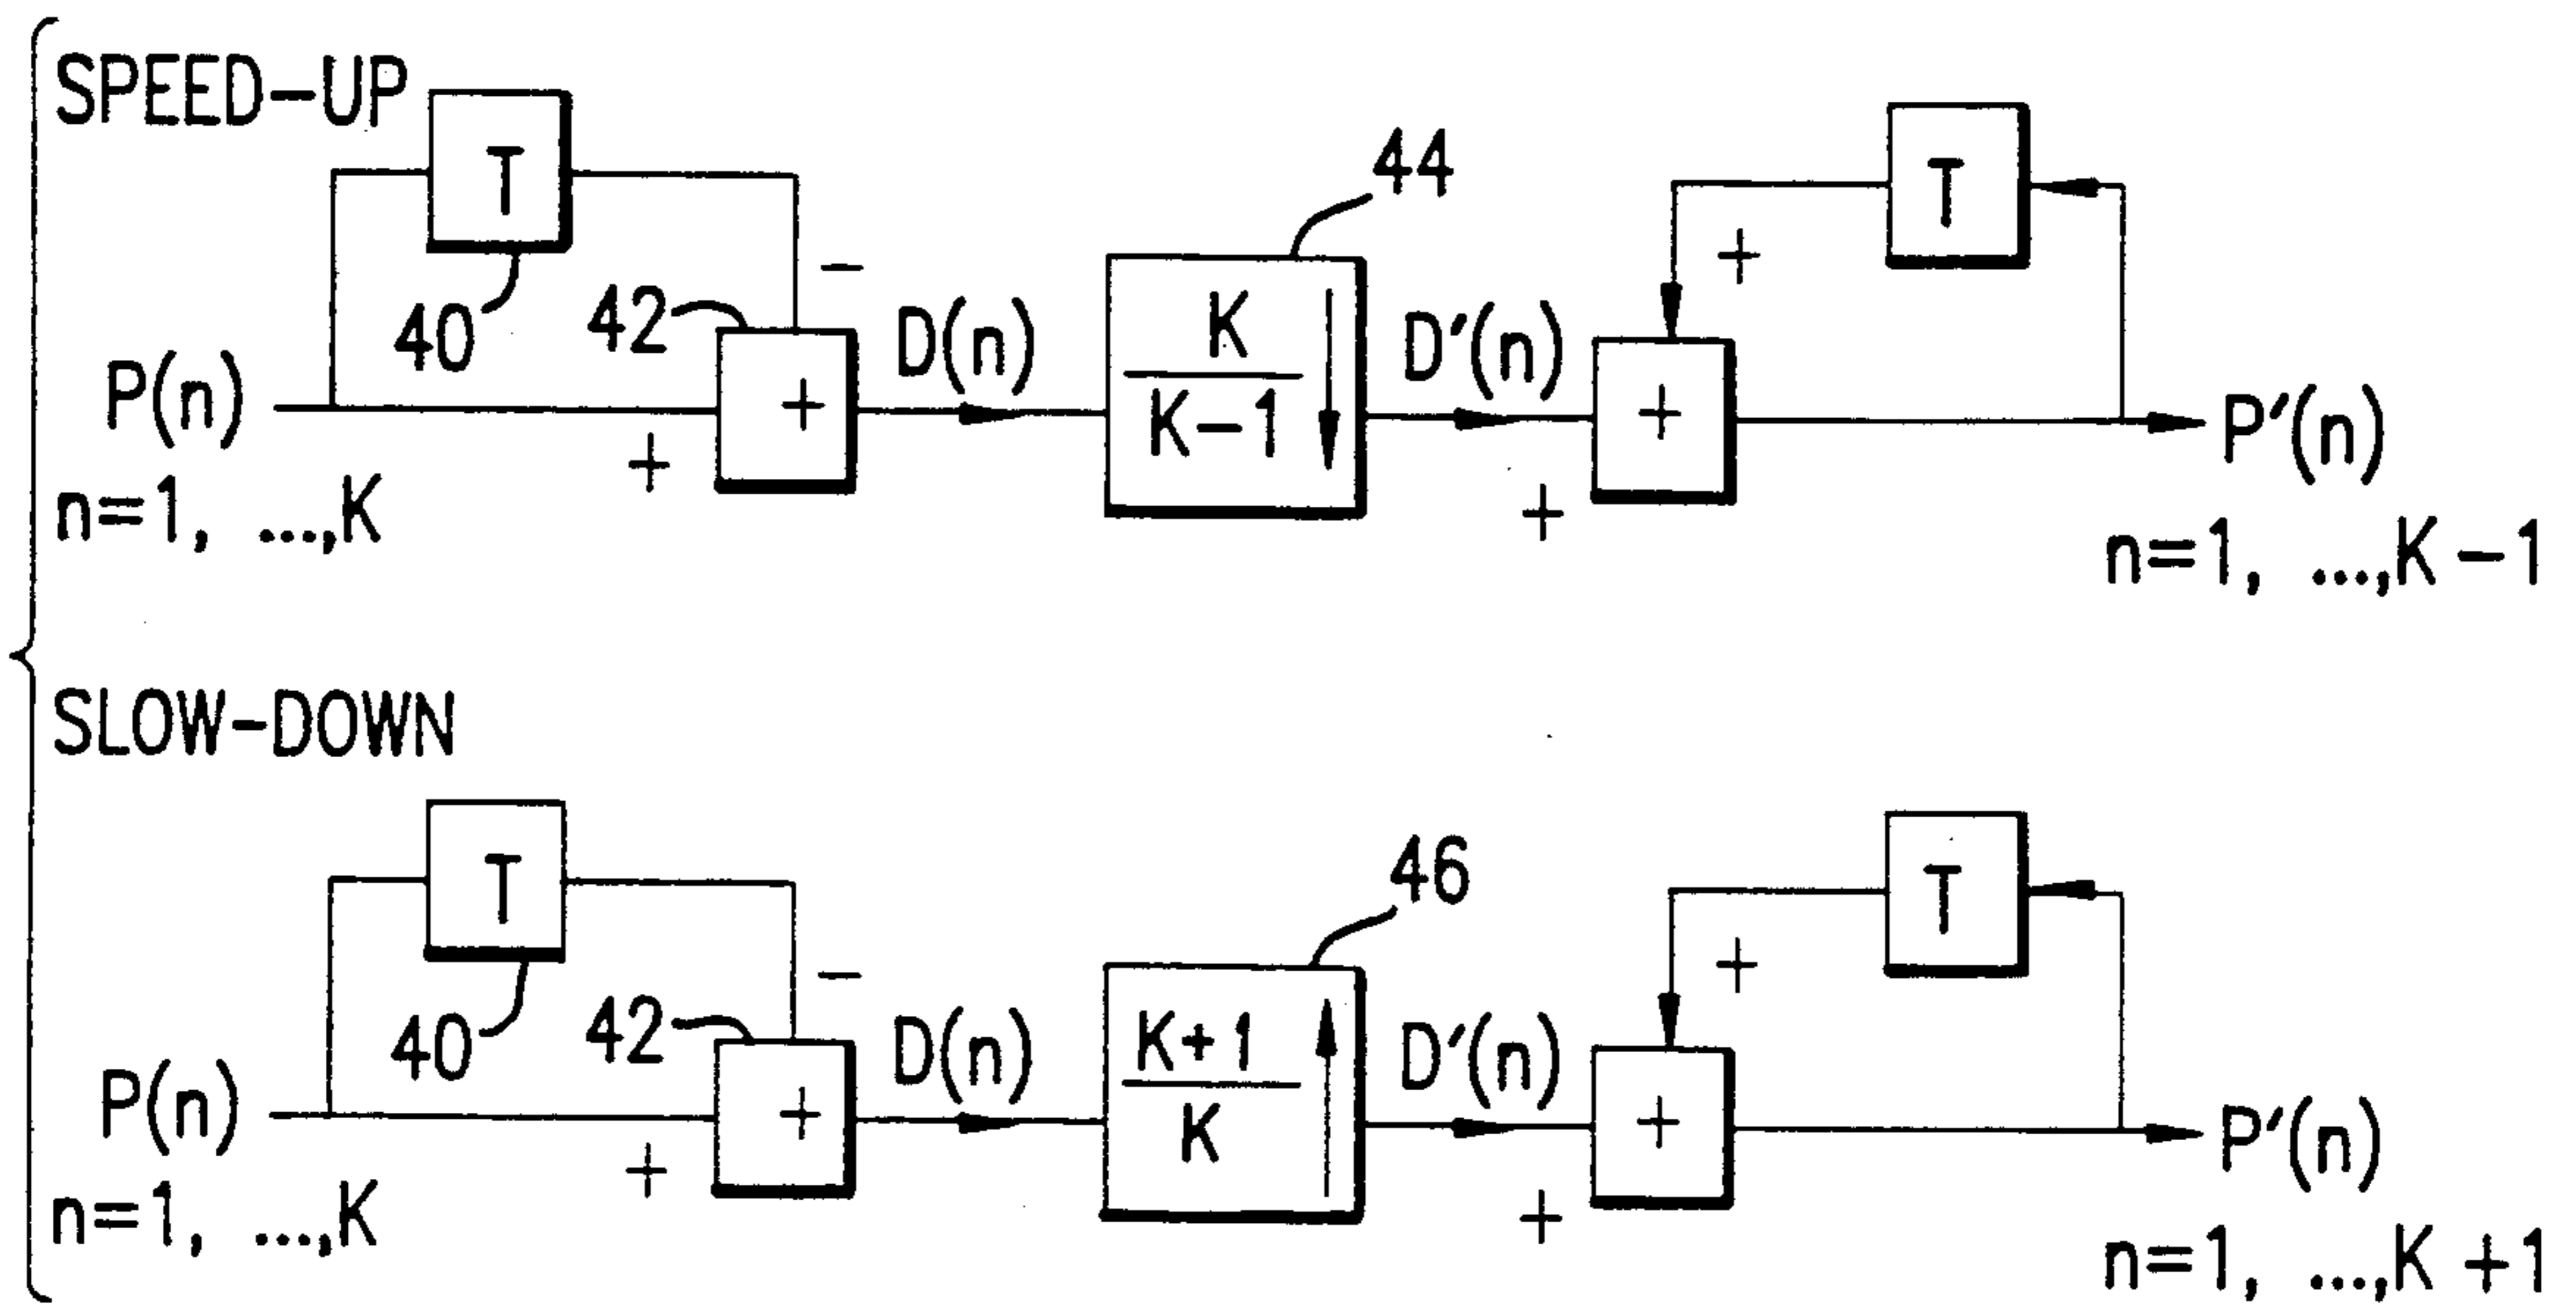 SPEED-UP
T
44
T
40
42
−
+
P(n)
+
+
D(n)
K
K−1
D′(n)
+
+
P′(n)
n=1, ...,K
n=1, ...,K−1
SLOW-DOWN
T
46
T
40
42
−
+
P(n)
+
+
D(n)
K+1
K
D′(n)
+
+
P′(n)
n=1, ...,K
n=1, ...,K+1